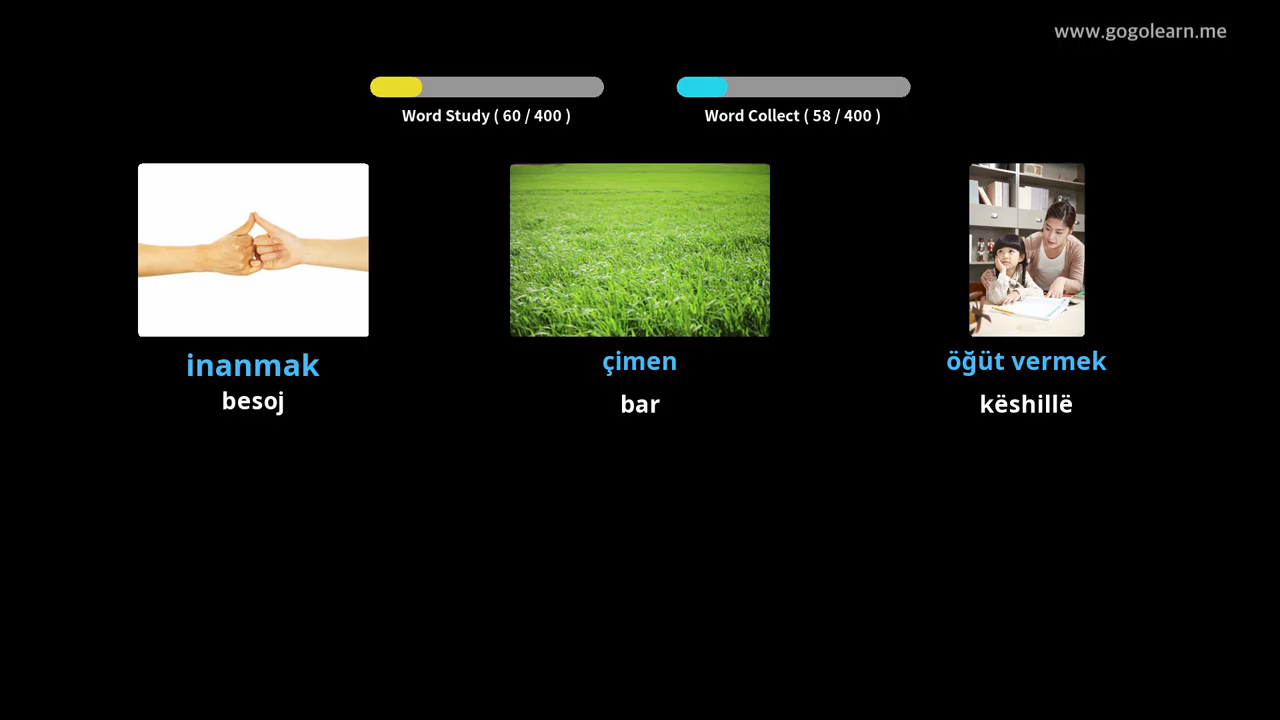 www.gogolearn.me
Word Study ( 60 / 400 )
Word Collect ( 58 / 400 )
inanmak
besoj
çimen
bar
öğüt vermek
këshillë